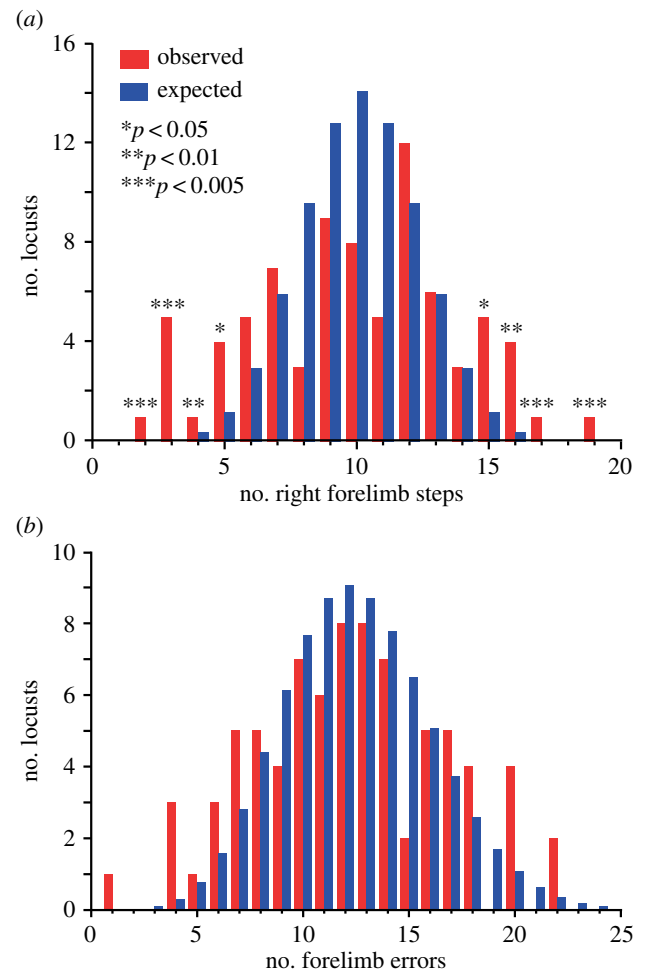 (a)
16
observed
expected
*p < 0.05
**p < 0.01
***p < 0.005
12
no. locusts
8
***
*
*
**
4
***
**
***
***
0
0
5
10
15
20
no. right forelimb steps
(b)
10
8
6
no. locusts
4
2
0
0
5
10
15
20
25
no. forelimb errors